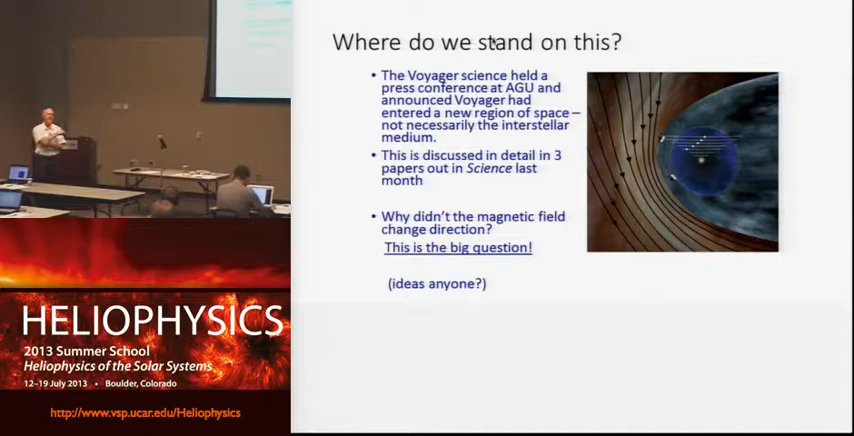 Where do we stand on this?
• The Voyager science held a
press conference at AGU and
announced Voyager had
entered a new region of space –
not necessarily the interstellar
medium.
• This is discussed in detail in 3
papers out in Science last
month
• Why didn't the magnetic field
change direction?
This is the big question!
(ideas anyone?)
HELIOPHYSICS
2013 Summer School
Heliophysics of the Solar Systems
12–19 July 2013 • Boulder, Colorado
http://www.vsp.ucar.edu/Heliophysics